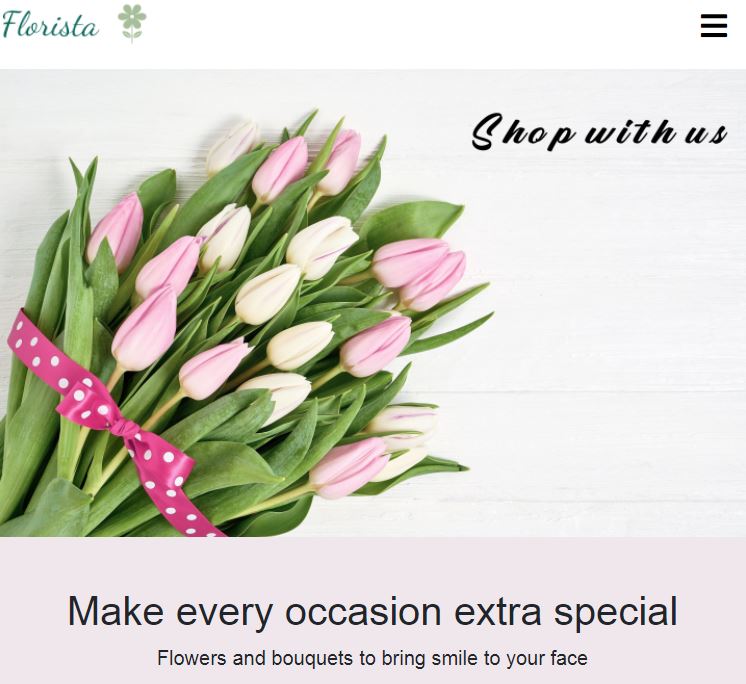 Florista
Shop with us
Make every occasion extra special
Flowers and bouquets to bring smile to your face